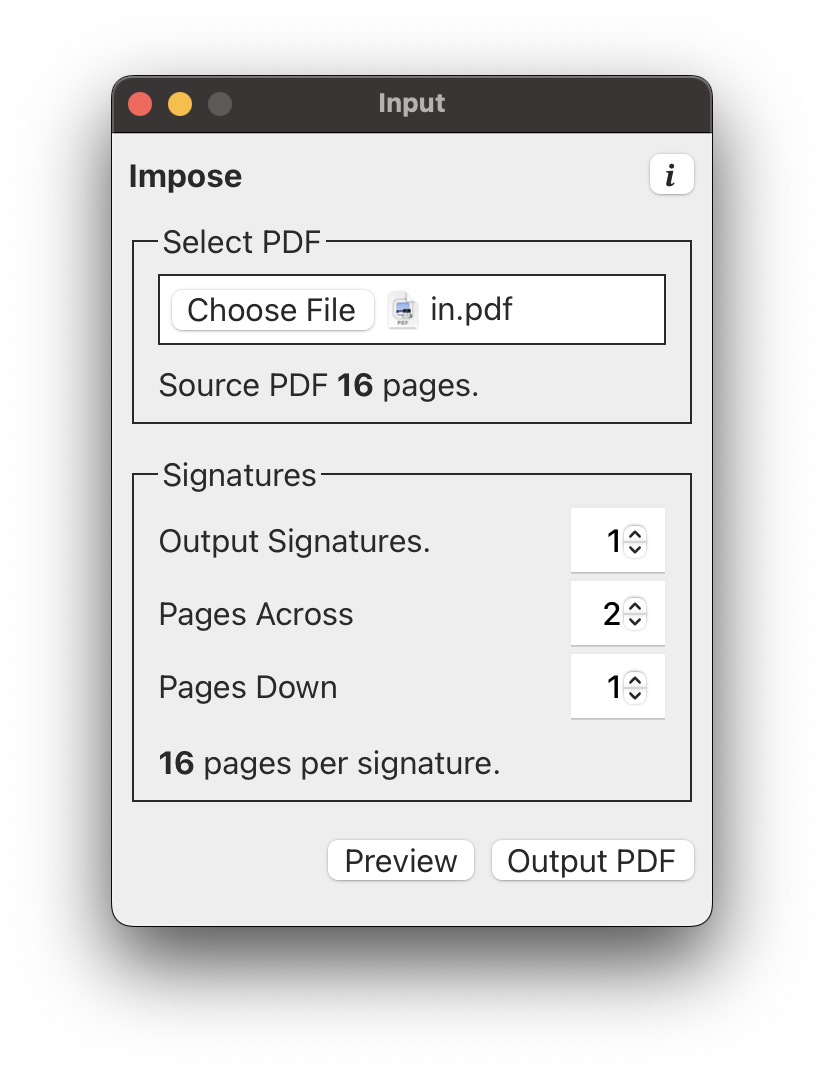 Input
Impose
i
Select PDF
Choose File in.pdf
Source PDF 16 pages.
Signatures
Output Signatures. 1
Pages Across 2
Pages Down 1
16 pages per signature.
Preview Output PDF